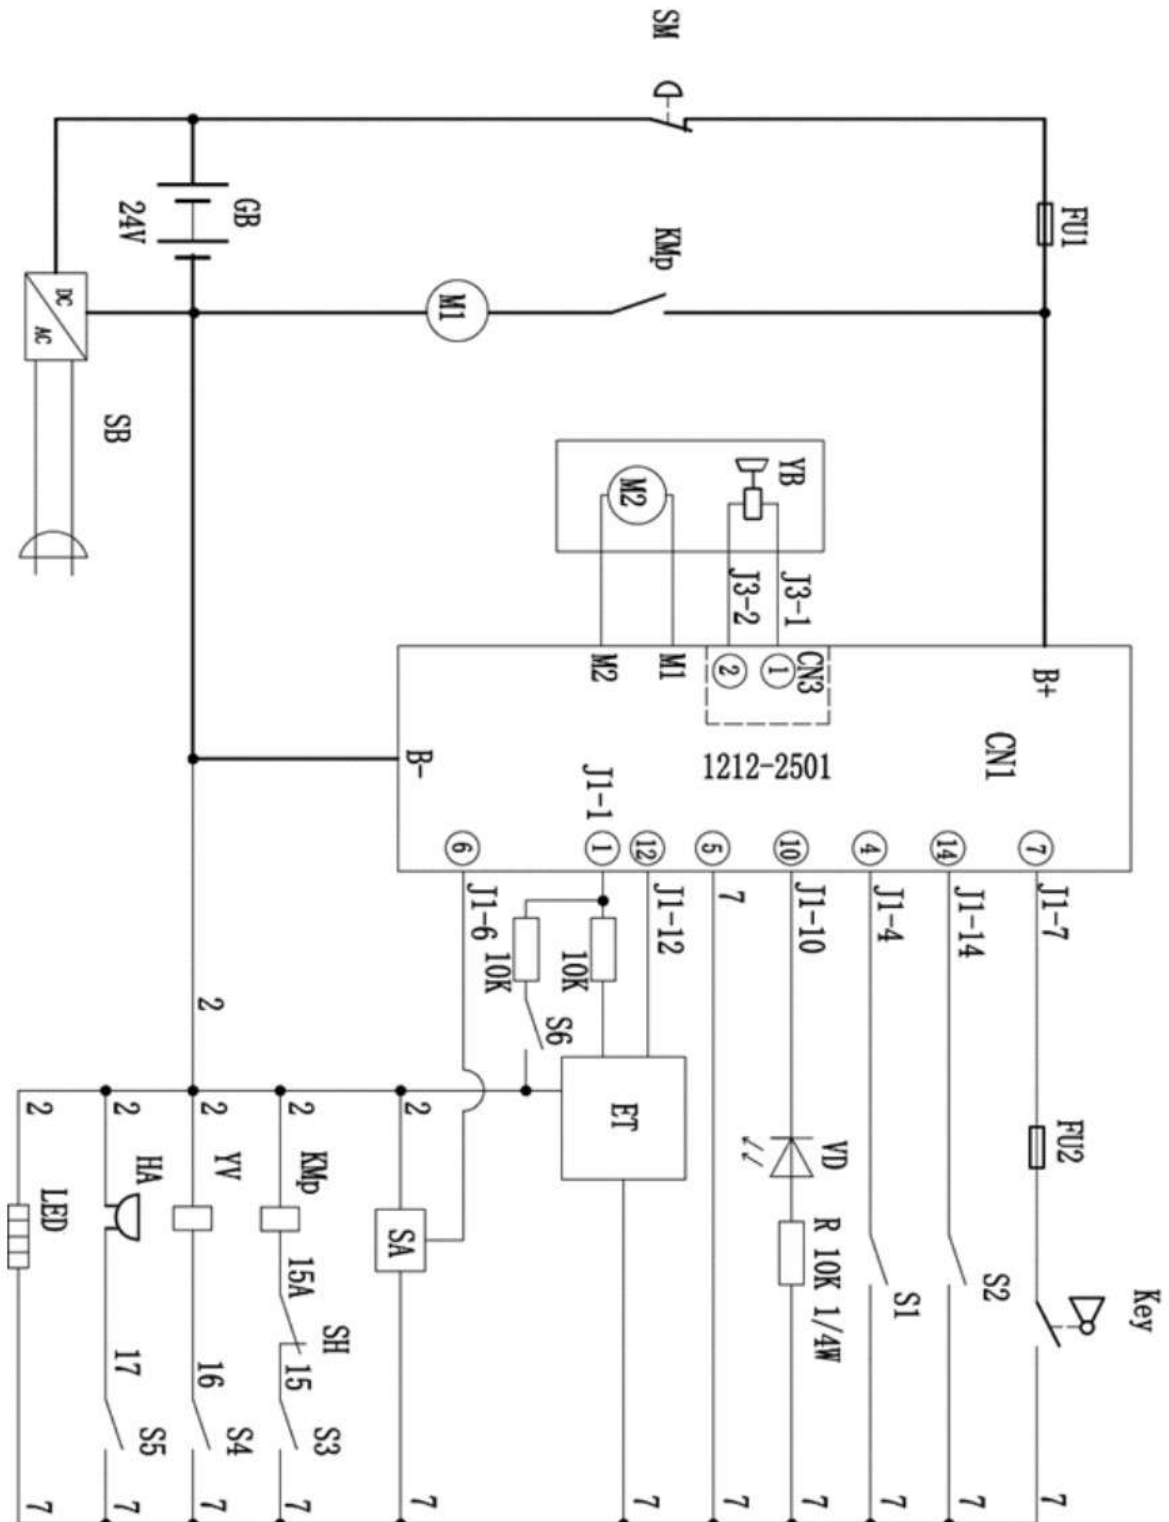 Key
FU1
FU2
B+
7
J1-7
7
CN1
S2
14
J1-14
7
S1
4
J1-4
7
CN3
J3-1
1
YB
VD
R 10K 1/4W
10
J1-10
7
1212-2501
J3-2
2
5
7
7
SM
KMp
M1
J1-12
12
ET
7
M2
M2
J1-1
1
10K
S6
10K
J1-6
6
M1
B-
2
SA
7
KMp
2
15A
SH
15
S3
7
GB
24V
2
YV
2
16
S4
7
HA
2
17
S5
7
SB
DC
AC
LED
2
7